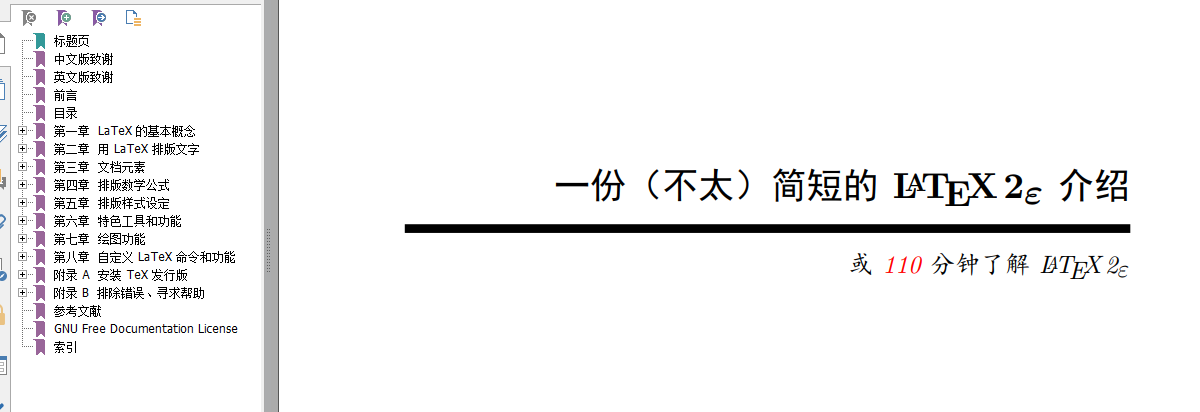 标题页
中文版致谢
英文版致谢
前言
目录
第一章 LaTeX 的基本概念
第二章 用 LaTeX 排版文字
第三章 文档元素
第四章 排版数学公式
第五章 排版样式设定
第六章 特色工具和功能
第七章 绘图功能
第八章 自定义 LaTeX 命令和功能
附录 A 安装 TeX 发行版
附录 B 排除错误、寻求帮助
参考文献
GNU Free Documentation License
索引
一份（不太）简短的 LATEX 2ε 介绍
或 110 分钟了解 LATEX 2ε